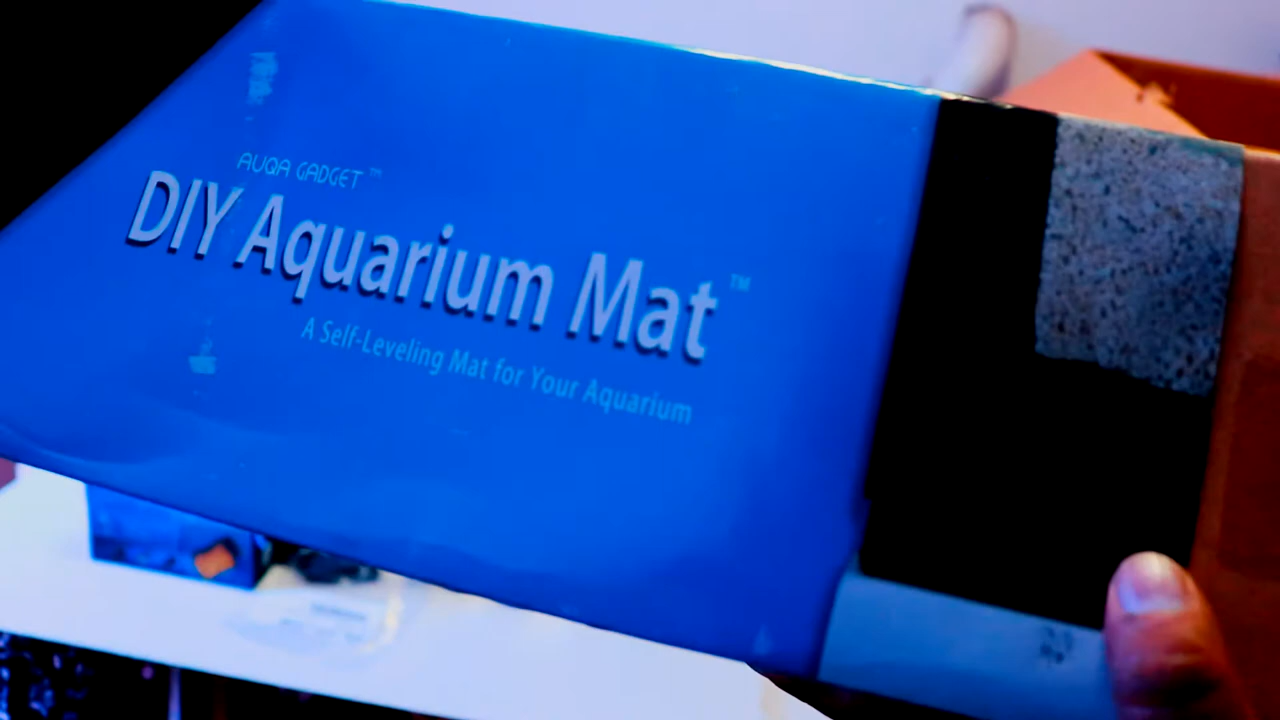 AUQA GADGET™
DIY Aquarium Mat™
A Self-Leveling Mat for Your Aquarium